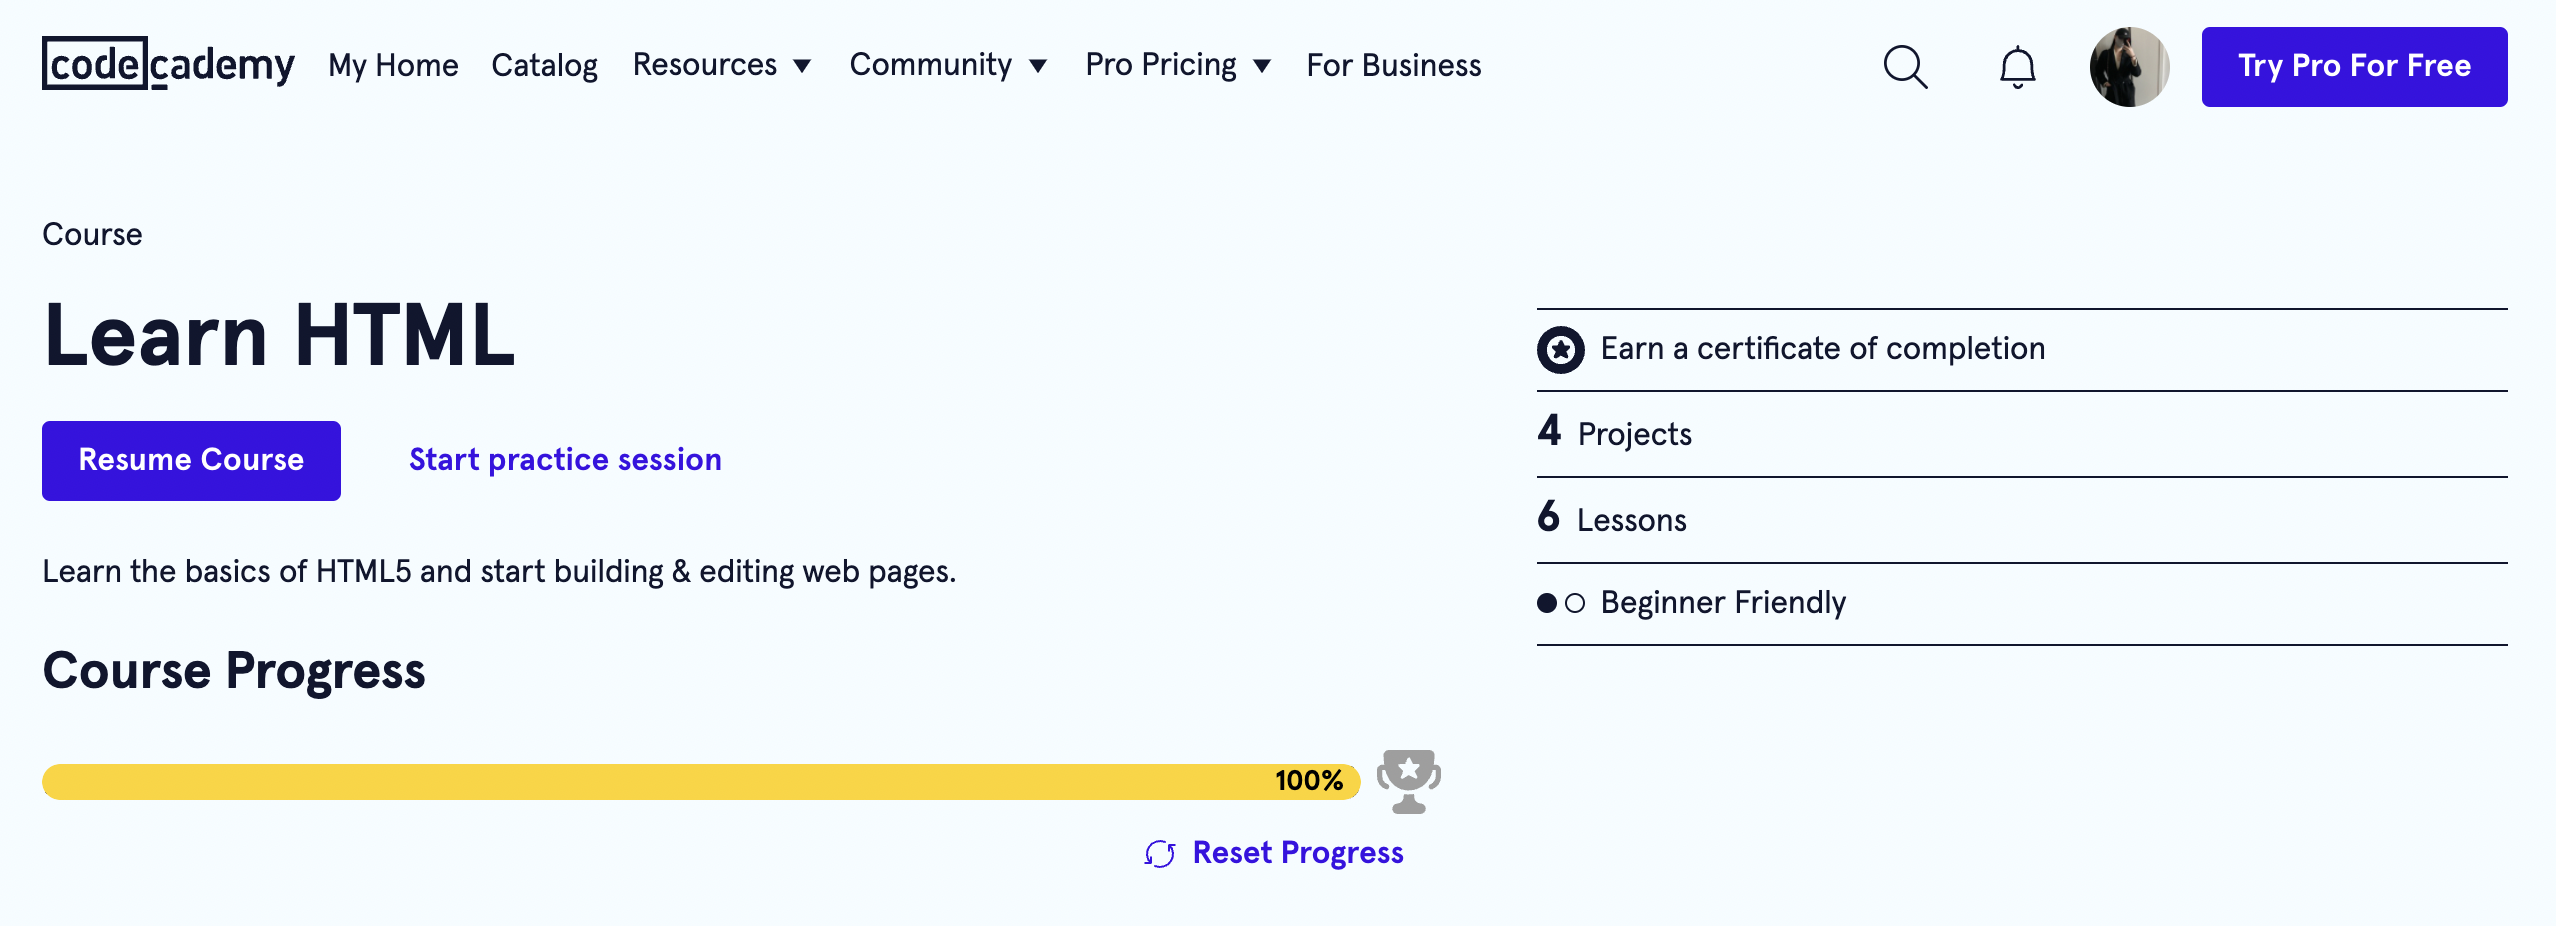 codecademy My Home Catalog Resources Community Pro Pricing For Business Try Pro For Free
Course
Learn HTML
Resume Course Start practice session
Learn the basics of HTML5 and start building & editing web pages.
Course Progress
100%
Reset Progress
Earn a certificate of completion
4 Projects
6 Lessons
Beginner Friendly